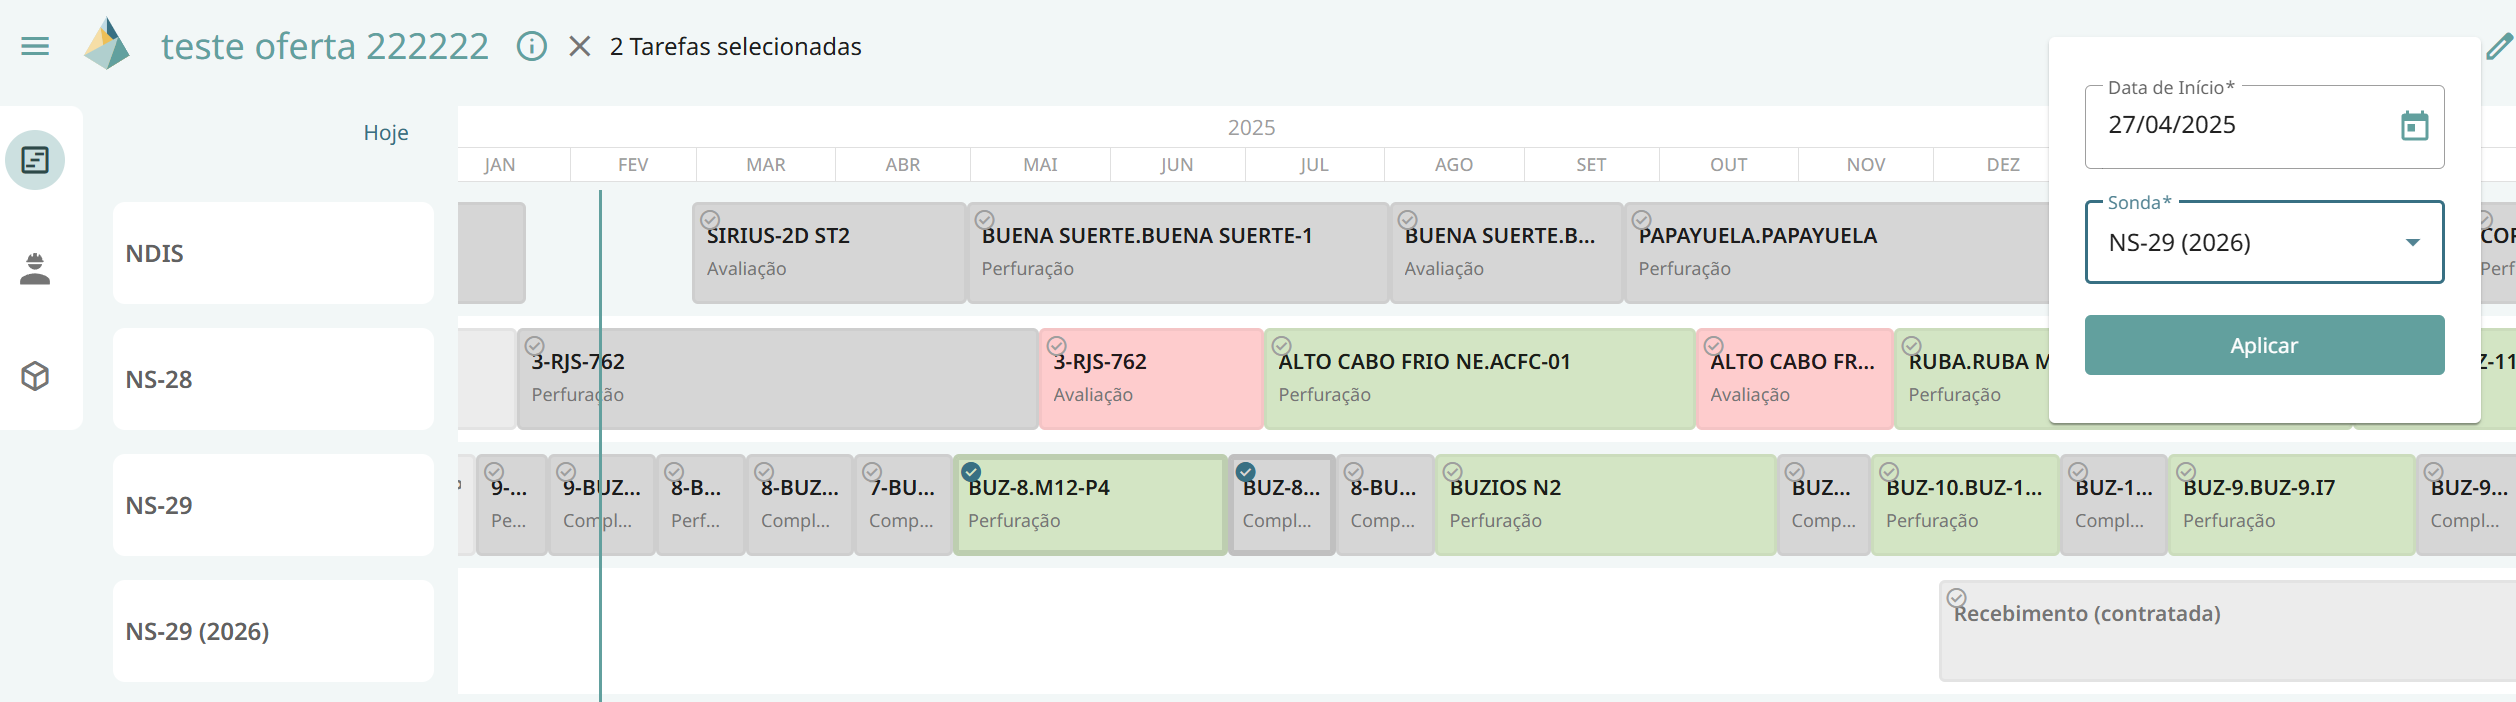 teste oferta 222222
2 Tarefas selecionadas
Data de Início*
27/04/2025
Sonda*
NS-29 (2026)
Aplicar
Hoje
2025
JAN FEV MAR ABR MAI JUN JUL AGO SET OUT NOV DEZ
NDIS
SIRIUS-2D ST2
Avaliação
BUENA SUERTE.BUENA SUERTE-1
Perfuração
BUENA SUERTE.B...
Avaliação
PAPAYUELA.PAPAYUELA
Perfuração
NS-28
3-RJS-762
Perfuração
3-RJS-762
Avaliação
ALTO CABO FRIO NE.ACFC-01
Perfuração
ALTO CABO FR...
Avaliação
RUBA.RUBA
Perfuração
NS-29
9-...
Pe...
9-BUZ...
Compl...
8-B...
Perf...
8-BUZ...
Compl...
7-BU...
Comp...
BUZ-8.M12-P4
Perfuração
BUZ-8...
Compl...
8-BU...
Comp...
BUZIOS N2
Perfuração
BUZ...
Comp...
BUZ-10.BUZ-1...
Perfuração
BUZ-1...
Compl...
BUZ-9.BUZ-9.I7
Perfuração
BUZ-9...
Compl...
NS-29 (2026)
Recebimento (contratada)